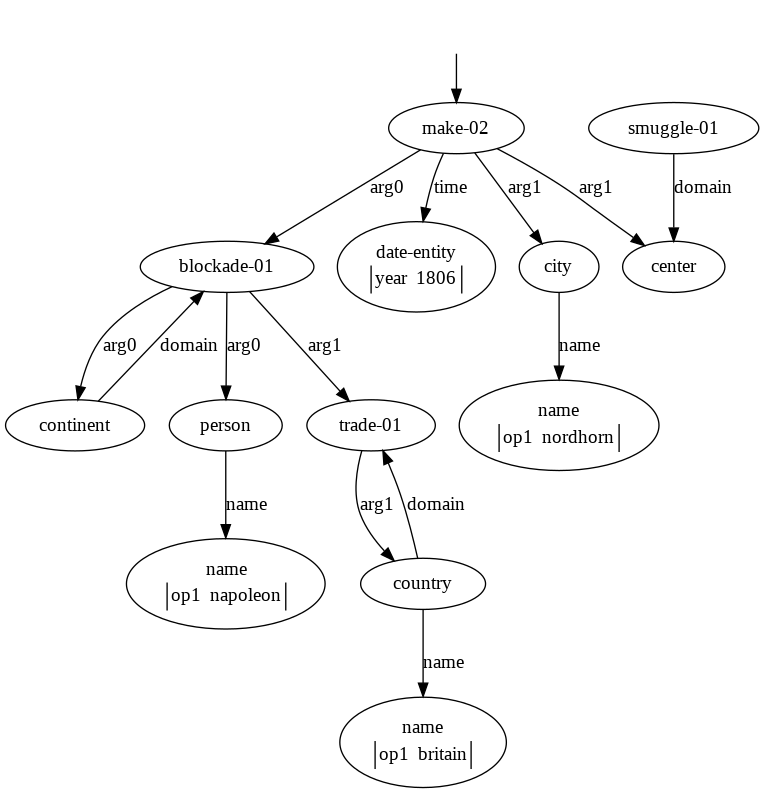 make-02
smuggle-01
arg0
time
arg1
arg1
domain
blockade-01
date-entity
year 1806
city
center
arg0
domain
arg0
arg1
name
continent
person
trade-01
name
op1 nordhorn
name
arg1
domain
name
op1 napoleon
country
name
name
op1 britain